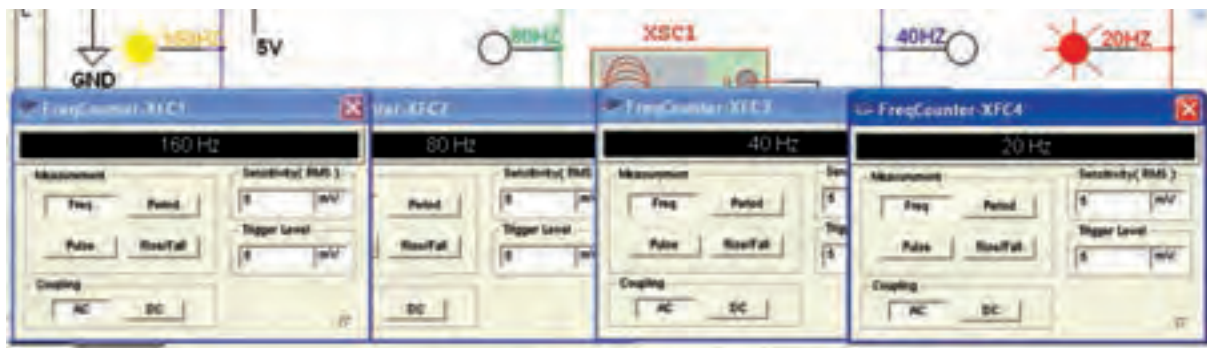 160HZ 5V 80HZ XSC1 40HZ 20HZ
GND
FreqCounter-XFC1
160 Hz
Measurement
Freq Period
Pulse Rise/Fall
Coupling
AC DC
Sensitivity( RMS )
mV
Trigger Level
mV
nter-XFC2
80 Hz
Period
Rise/Fall
DC
Sensitivity( RMS
mV
Trigger Level
FreqCounter-XFC3
40 Hz
Measurement
Freq Period
Pulse Rise/Fall
Coupling
AC DC
FreqCounter-XFC4
20 Hz
Measurement
Freq Period
Pulse Rise/Fall
Coupling
AC DC
Sensitivity( RMS )
mV
Trigger Level
mV